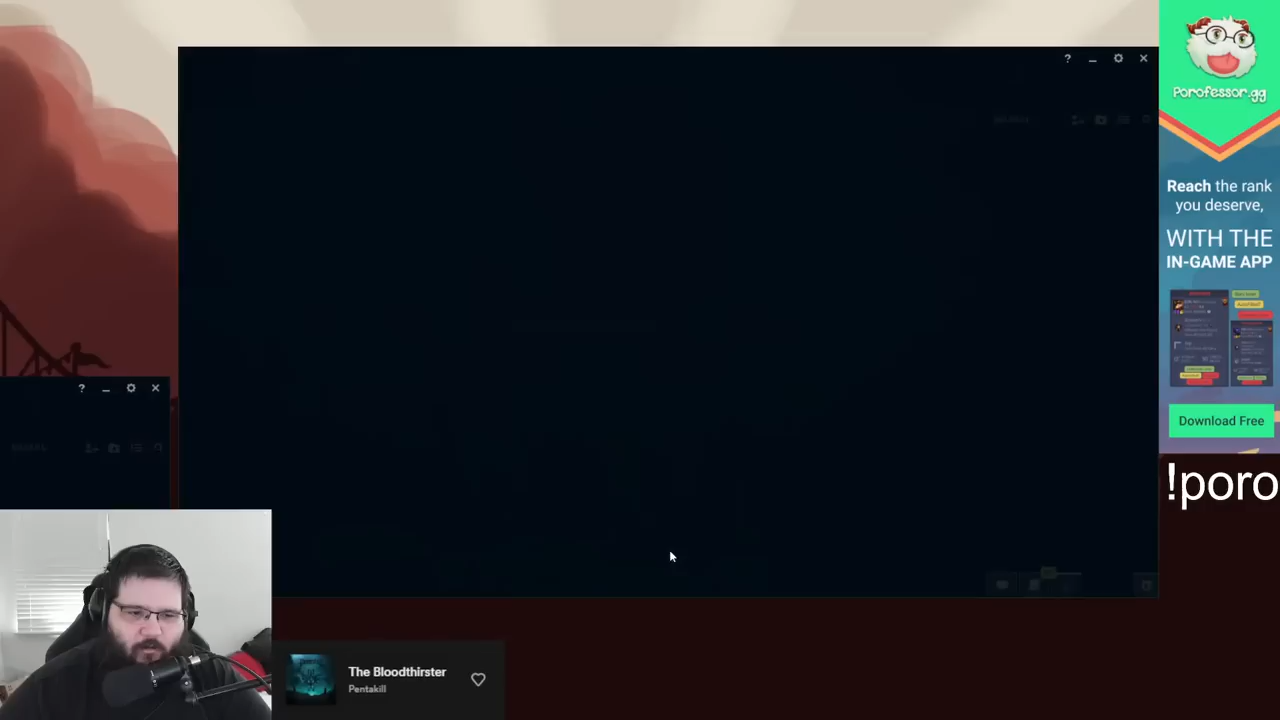 ?
Porofessor.gg
Reach the rank
you deserve,
WITH THE
IN-GAME APP
?
Download Free
!poro
The Bloodthirster
Pentakill